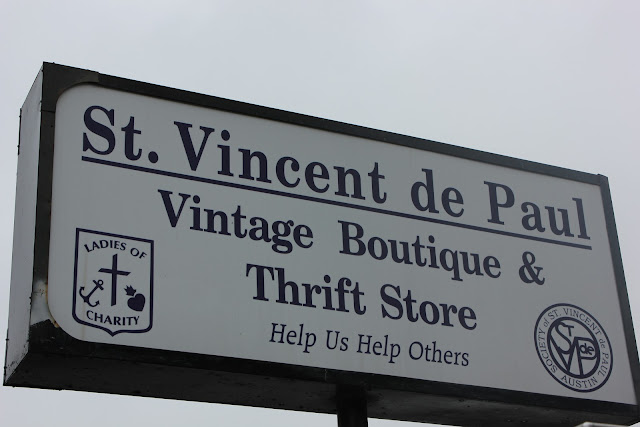 St. Vincent de Paul
Vintage Boutique &
Thrift Store
Help Us Help Others
LADIES OF
CHARITY
SOCIETY of ST. VINCENT de PAUL
AUSTIN